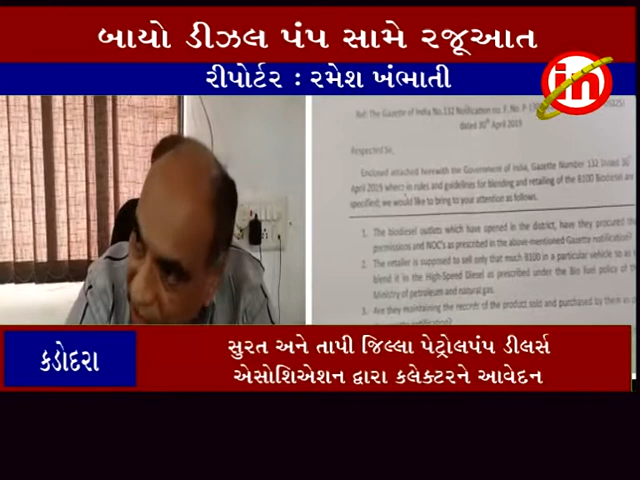 બાયો ડીઝલ પંપ સામે રજૂઆત
રીપોર્ટર : રમેશ ખંભાતી
in
Ref: The Gazette of India No.132 Notification no. F. No. P-130
dated 30th April 2019
Respected Sir,
Enclosed attached herewith the Government of India, Gazette Number 132 Dated 30
April 2019 where in rules and guidelines for blending and retailing of the B100 Biodiesel are
specified; we would like to bring to your attention as follows.
1. The biodiesel outlets which have opened in the district, have they procured
permissions and NOC's as prescribed in the above-mentioned Gazette notification?
2. The retailer is supposed to sell only that much B100 in a particular vehicle so as
blend it in the High-Speed Diesel as prescribed under the Bio Fuel policy of
Ministry of petroleum and natural gas.
3. Are they maintaining the records of the product sold and purchased by them as
કડોદરા
સુરત અને તાપી જિલ્લા પેટ્રોલપંપ ડીલર્સ
એસોશિએશન દ્વારા કલેક્ટરને આવેદન